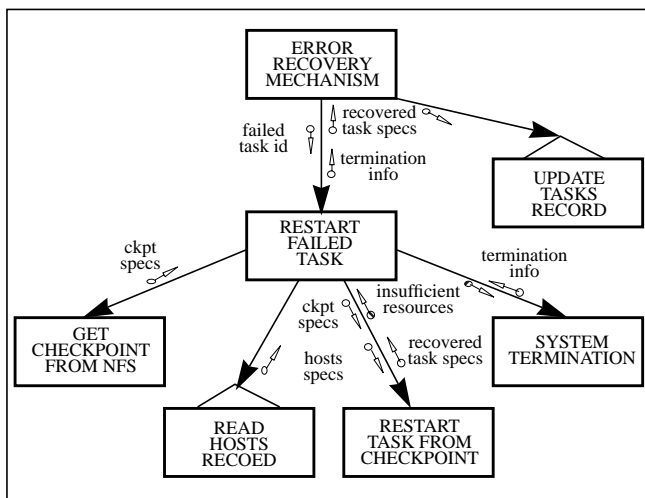 ERROR
RECOVERY
MECHANISM
failed
task id
recovered
task specs
termination
info
UPDATE
TASKS
RECORD
RESTART
FAILED
TASK
ckpt
specs
termination
info
insufficient
resources
ckpt
specs
hosts
specs
recovered
task specs
GET
CHECKPOINT
FROM NFS
SYSTEM
TERMINATION
READ
HOSTS
RECOED
RESTART
TASK FROM
CHECKPOINT